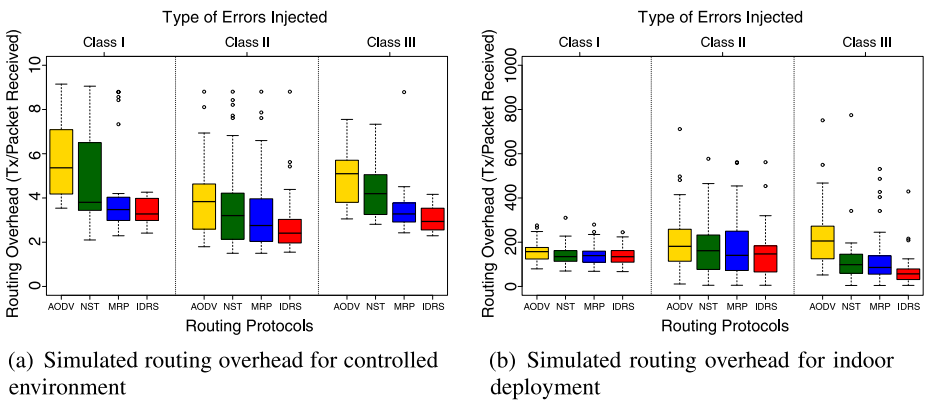 Type of Errors Injected
Class I Class II Class III
Routing Overhead (Tx/Packet Received)
10
8
6
4
2
0
AODV NST MRP IDRS AODV NST MRP IDRS AODV NST MRP IDRS
Routing Protocols
(a) Simulated routing overhead for controlled
environment
Type of Errors Injected
Class I Class II Class III
Routing Overhead (Tx/Packet Received)
1000
800
600
400
200
0
AODV NST MRP IDRS AODV NST MRP IDRS AODV NST MRP IDRS
Routing Protocols
(b) Simulated routing overhead for indoor
deployment